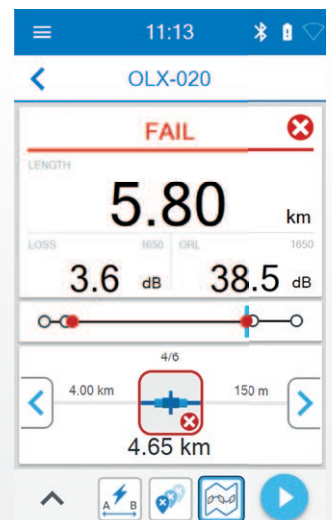 11:13
OLX-020
FAIL
LENGTH
5.80 km
LOSS 1650 ORL 1650
3.6 dB 38.5 dB
4/6
4.00 km 150 m
4.65 km
A B